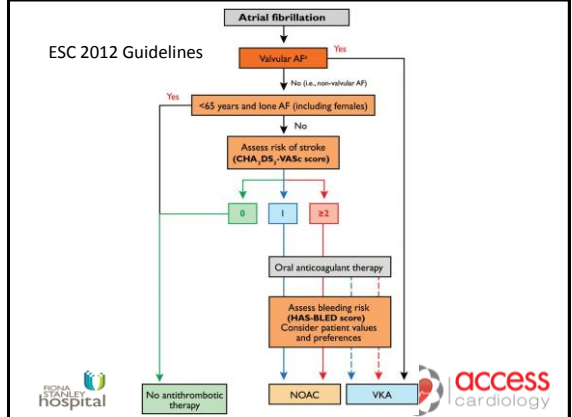 Atrial fibrillation
ESC 2012 Guidelines
Yes
Valvular AFª
No (i.e., non-valvular AF)
Yes
<65 years and lone AF (including females)
No
Assess risk of stroke
(CHA₂DS₂-VASc score)
0
1
≥2
Oral anticoagulant therapy
Assess bleeding risk
(HAS-BLED score)
Consider patient values
and preferences
FIONA
STANLEY
hospital
No antithrombotic
therapy
NOAC
VKA
access
cardiology